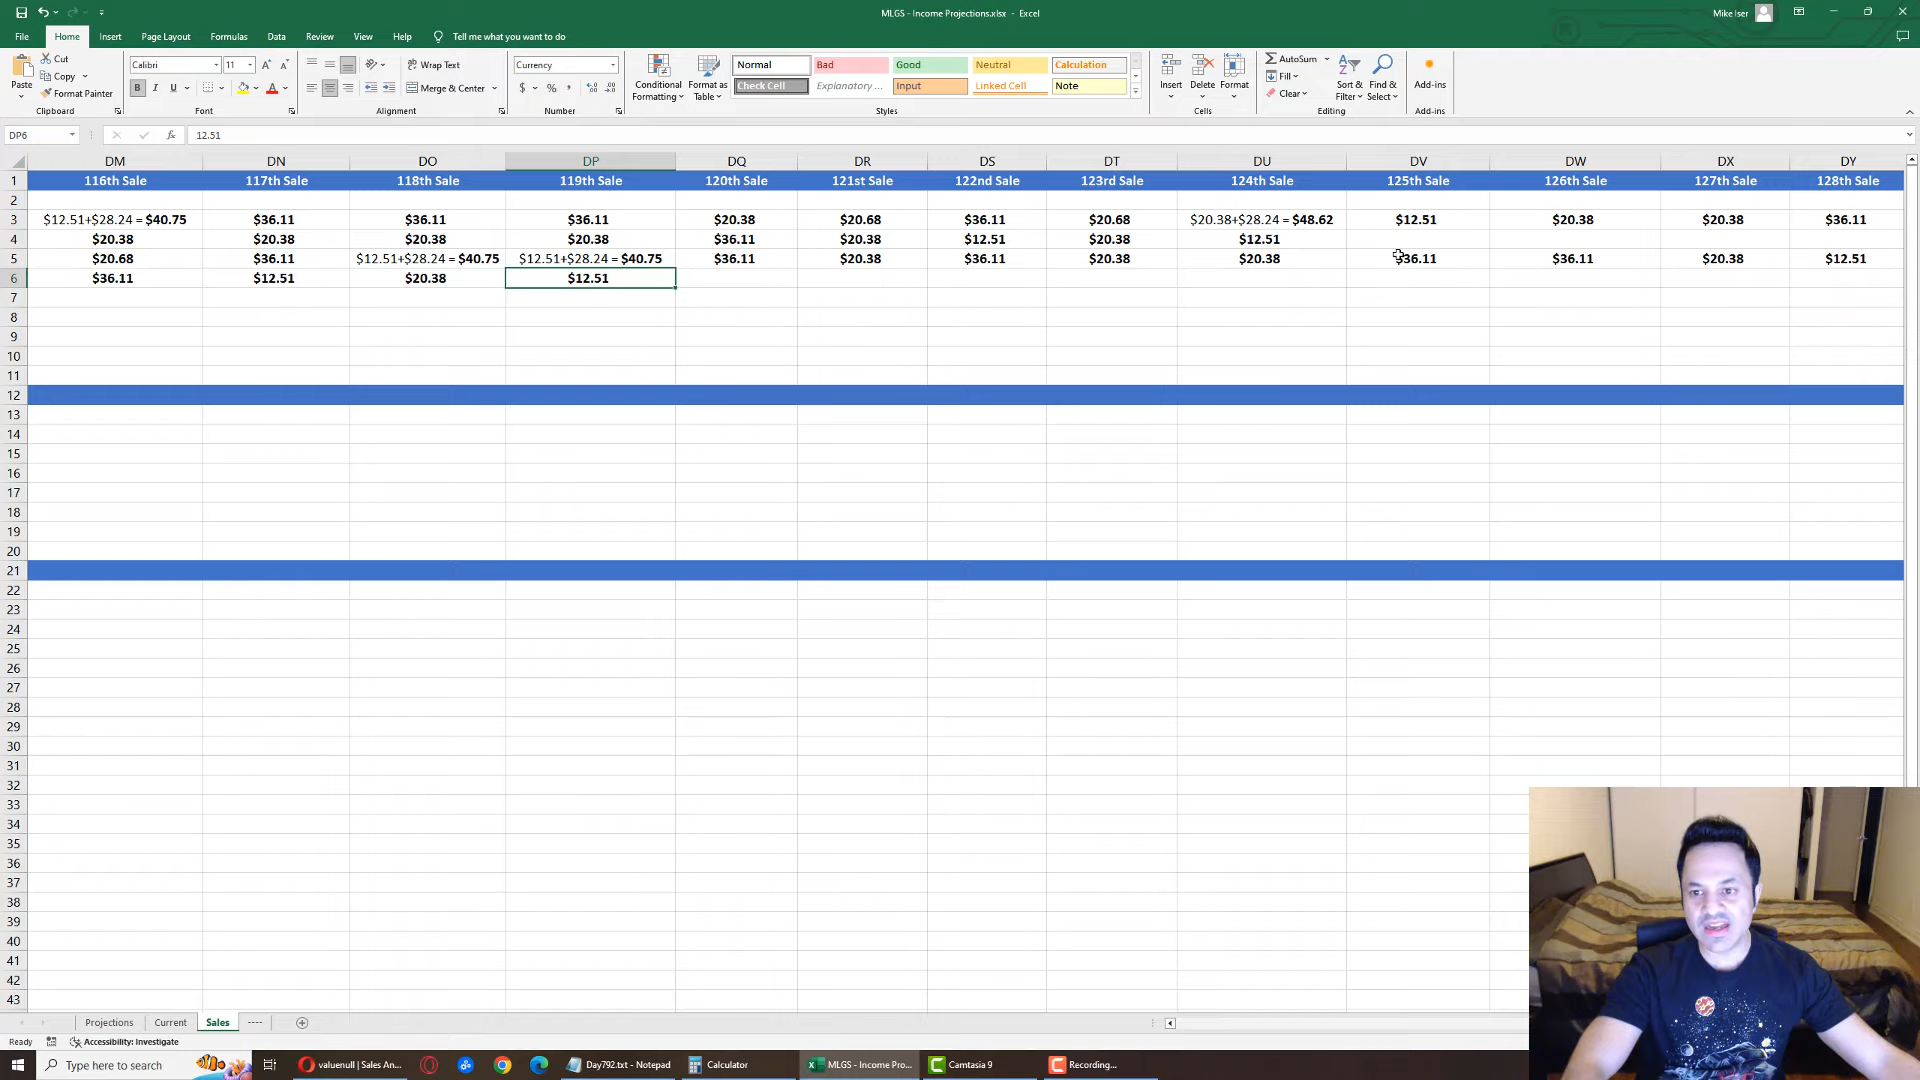 MLGS - Income Projections.xlsx - Excel
Mike Iser
File Home Insert Page Layout Formulas Data Review View Help Tell me what you want to do
Paste
Cut
Copy
Format Painter
Clipboard
Calibri 11
B I U
Font
Wrap Text
Merge & Center
Alignment
Currency
$ % ,
Number
Conditional Formatting
Format as Table
Normal Bad Good Neutral Calculation
Check Cell Explanatory ... Input Linked Cell Note
Styles
Insert Delete Format
Cells
AutoSum
Fill
Clear
Sort & Filter
Find & Select
Editing
Add-ins
Add-ins
DP6 fx 12.51
DM DN DO DP DQ DR DS DT DU DV DW DX DY
1 116th Sale 117th Sale 118th Sale 119th Sale 120th Sale 121st Sale 122nd Sale 123rd Sale 124th Sale 125th Sale 126th Sale 127th Sale 128th Sale
2
3 $12.51+$28.24 = $40.75 $36.11 $36.11 $36.11 $20.38 $20.68 $36.11 $20.68 $20.38+$28.24 = $48.62 $12.51 $20.38 $20.38 $36.11
4 $20.38 $20.38 $20.38 $20.38 $36.11 $20.38 $12.51 $20.38 $12.51
5 $20.68 $36.11 $12.51+$28.24 = $40.75 $12.51+$28.24 = $40.75 $36.11 $20.38 $36.11 $20.38 $20.38 $36.11 $36.11 $20.38 $12.51
6 $36.11 $12.51 $20.38 $12.51
7
8
9
10
11
12
13
14
15
16
17
18
19
20
21
22
23
24
25
26
27
28
29
30
31
32
33
34
35
36
37
38
39
40
41
42
43
Projections Current Sales ----
Ready Accessibility: Investigate
Type here to search
valuenull | Sales An...
Day792.txt - Notepad
Calculator
MLGS - Income Pro...
Camtasia 9
Recording...